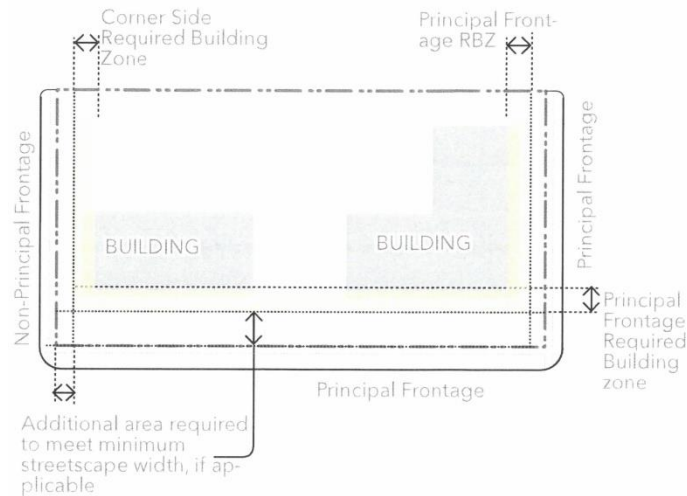 Corner Side
Required Building
Zone
Principal Front-
age RBZ
Non-Principal Frontage
Principal Frontage
BUILDING
BUILDING
Principal
Frontage
Required
Building
zone
Principal Frontage
Additional area required
to meet minimum
streetscape width, if ap-
plicable